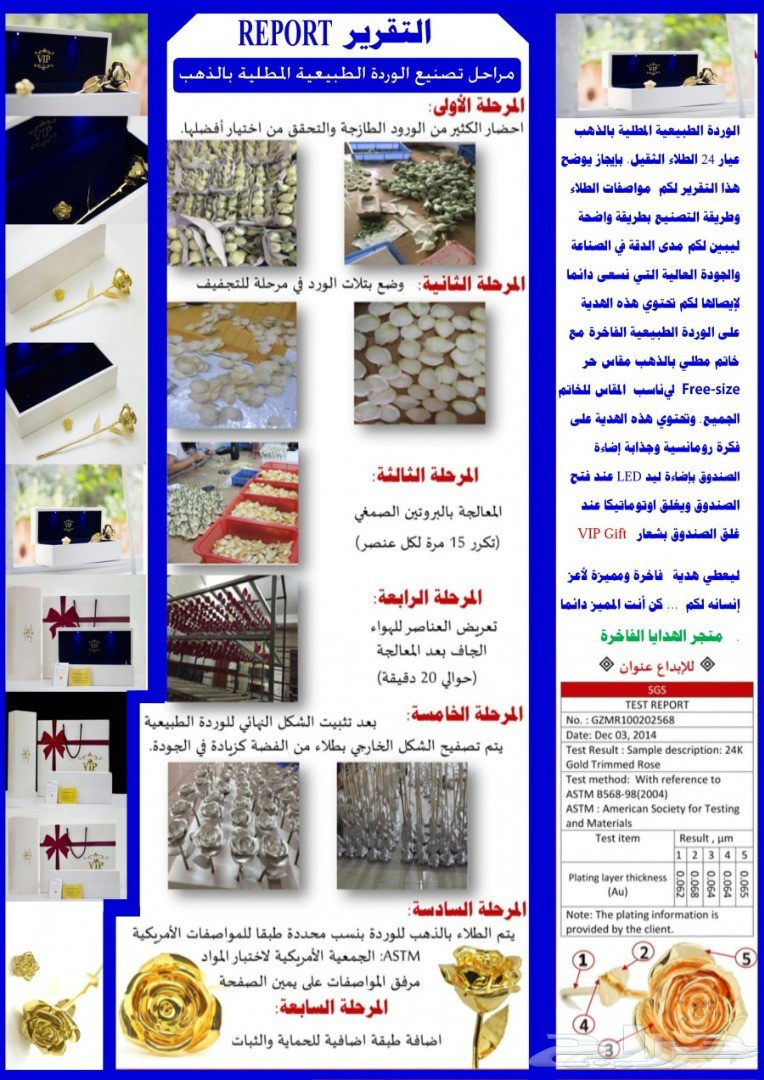 التقرير REPORT
مراحل تصنيع الوردة الطبيعية المطلية بالذهب
المرحلة الأولى:
احضار الكثير من الورود الطازجة والتحقق من اختيار أفضلها.
المرحلة الثانية: وضع بتلات الورد في مرحلة للتجفيف
المرحلة الثالثة:
المعالجة بالبروتين الصمغي
(تكرر 15 مرة لكل عنصر)
المرحلة الرابعة:
تعريض العناصر للهواء
الجاف بعد المعالجة
(حوالي 20 دقيقة)
المرحلة الخامسة: بعد تثبيت الشكل النهائي للوردة الطبيعية
يتم تصفيح الشكل الخارجي بطلاء من الفضة كزيادة في الجودة.
المرحلة السادسة:
يتم الطلاء بالذهب للوردة بنسب محددة طبقا للمواصفات الأمريكية
ASTM: الجمعية الأمريكية لاختبار المواد
مرفق المواصفات على يمين الصفحة
المرحلة السابعة:
اضافة طبقة اضافية للحماية والثبات
الوردة الطبيعية المطلية بالذهب
عيار 24 الطلاء الثقيل. بإيجاز يوضح
هذا التقرير لكم مواصفات الطلاء
وطريقة التصنيع بطريقة واضحة
ليبين لكم مدى الدقة في الصناعة
والجودة العالية التي نسعى دائما
لإيصالها لكم تحتوي هذه الهدية
على الوردة الطبيعية الفاخرة مع
خاتم مطلي بالذهب مقاس حر
Free-size ليناسب المقاس للخاتم
الجميع. وتحتوي هذه الهدية على
فكرة رومانسية وجذابة إضاءة
الصندوق بإضاءة ليد LED عند فتح
الصندوق ويغلق اوتوماتيكا عند
غلق الصندوق بشعار VIP Gift
ليعطي هدية فاخرة ومميزة لأعز
إنسانه لكم ... كن أنت المميز دائما
. متجر الهدايا الفاخرة
للإبداع عنوان
SGS
TEST REPORT
No. : GZMR100202568
Date: Dec 03, 2014
Test Result : Sample description: 24K
Gold Trimmed Rose
Test method: With reference to
ASTM B568-98(2004)
ASTM : American Society for Testing
and Materials
Test item Result , µm
1 2 3 4 5
Plating layer thickness
(Au)
0.062 0.068 0.064 0.064 0.065
Note: The plating information is
provided by the client.
1 2 5
4
3
VIP
VIP
VIP
VIP
حراج